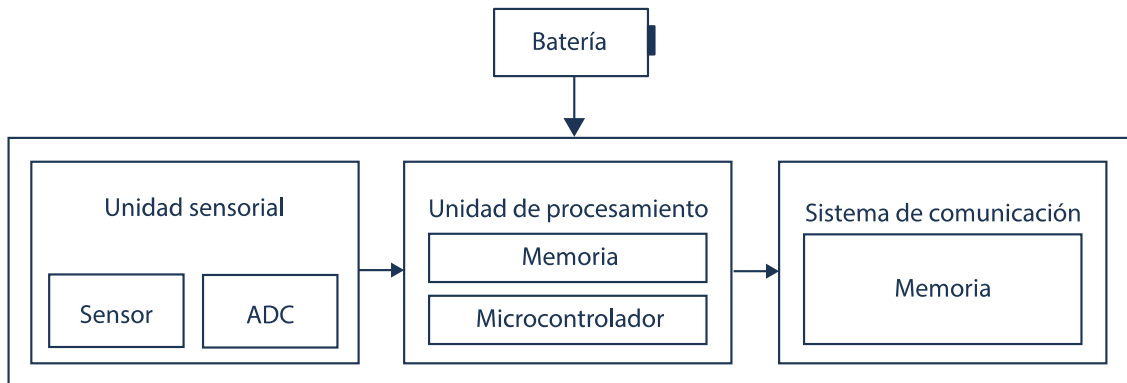 Batería
Unidad sensorial
Sensor
ADC
Unidad de procesamiento
Memoria
Microcontrolador
Sistema de comunicación
Memoria